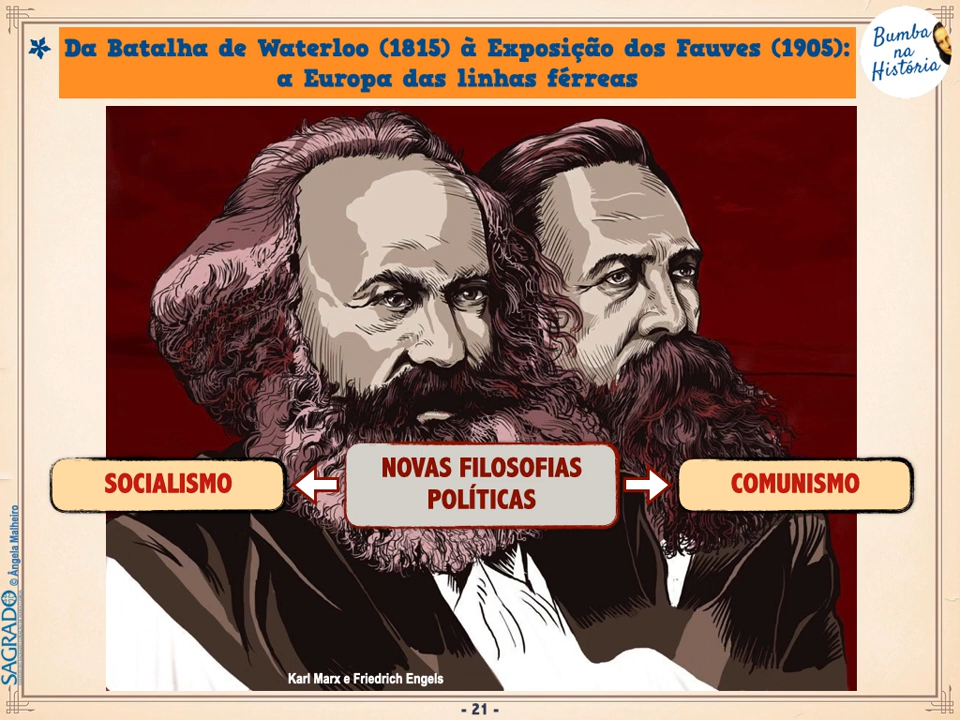 Da Batalha de Waterloo (1815) à Exposição dos Fauves (1905):
a Europa das linhas férreas
Bumba
na
História
SOCIALISMO
NOVAS FILOSOFIAS
POLÍTICAS
COMUNISMO
SAGRADO
© Ângela Malheiro
Karl Marx e Friedrich Engels
- 21 -